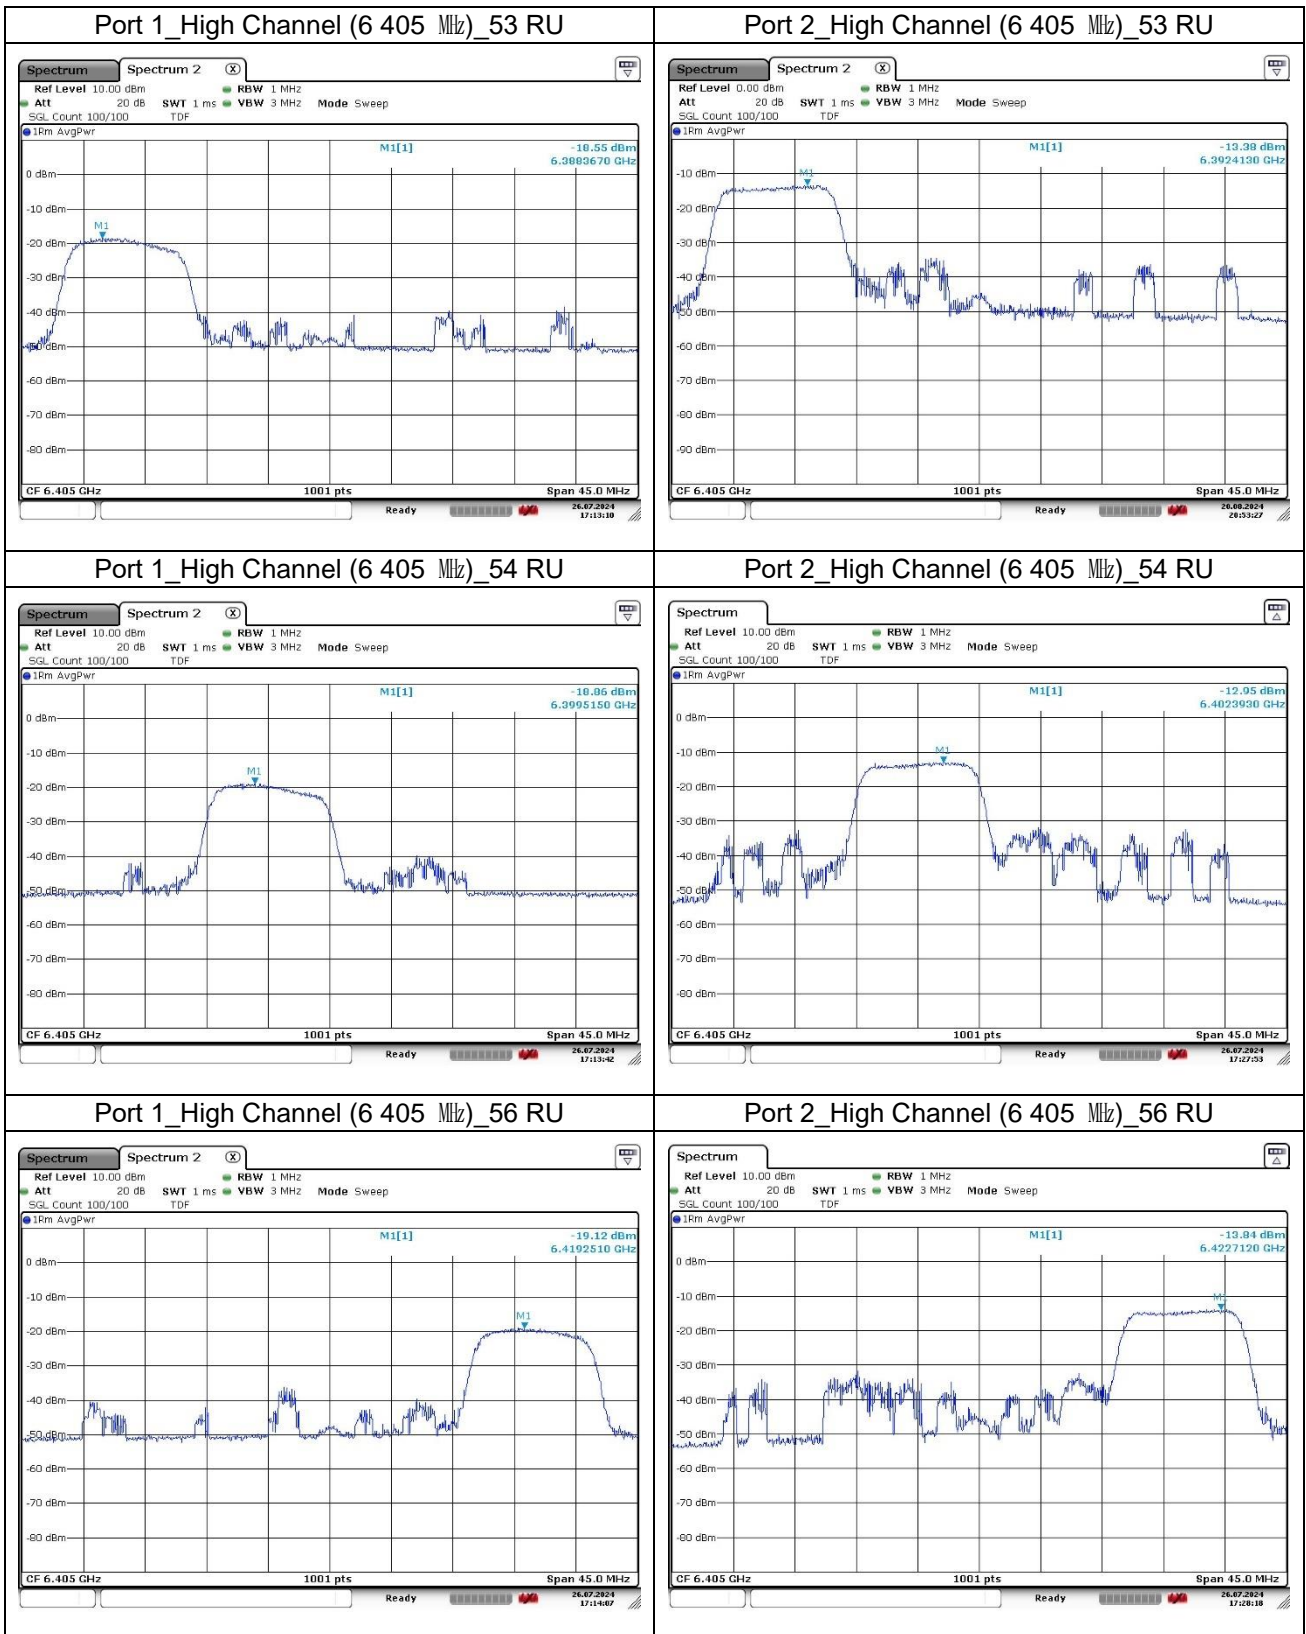 Port 1_High Channel (6 405 ㎒)_53 RU
Spectrum Spectrum 2 X
Ref Level 10.00 dBm RBW 1 MHz
Att 20 dB SWT 1 ms VBW 3 MHz Mode Sweep
SGL Count 100/100 TDF
1Rm AvgPwr
M1[1] -18.55 dBm
6.3883670 GHz
0 dBm
-10 dBm
M1
-20 dBm
-30 dBm
-40 dBm
-50 dBm
-60 dBm
-70 dBm
-80 dBm
CF 6.405 GHz 1001 pts Span 45.0 MHz
Ready 26.07.2024
17:13:10
Port 2_High Channel (6 405 ㎒)_53 RU
Spectrum Spectrum 2 X
Ref Level 0.00 dBm RBW 1 MHz
Att 20 dB SWT 1 ms VBW 3 MHz Mode Sweep
SGL Count 100/100 TDF
1Rm AvgPwr
M1[1] -13.38 dBm
6.3924130 GHz
-10 dBm
M1
-20 dBm
-30 dBm
-40 dBm
-50 dBm
-60 dBm
-70 dBm
-80 dBm
-90 dBm
CF 6.405 GHz 1001 pts Span 45.0 MHz
Ready 20.08.2024
20:53:27
Port 1_High Channel (6 405 ㎒)_54 RU
Spectrum Spectrum 2 X
Ref Level 10.00 dBm RBW 1 MHz
Att 20 dB SWT 1 ms VBW 3 MHz Mode Sweep
SGL Count 100/100 TDF
1Rm AvgPwr
M1[1] -18.86 dBm
6.3995150 GHz
0 dBm
-10 dBm
M1
-20 dBm
-30 dBm
-40 dBm
-50 dBm
-60 dBm
-70 dBm
-80 dBm
CF 6.405 GHz 1001 pts Span 45.0 MHz
Ready 26.07.2024
17:13:42
Port 2_High Channel (6 405 ㎒)_54 RU
Spectrum
Ref Level 10.00 dBm RBW 1 MHz
Att 20 dB SWT 1 ms VBW 3 MHz Mode Sweep
SGL Count 100/100 TDF
1Rm AvgPwr
M1[1] -12.95 dBm
6.4023930 GHz
0 dBm
-10 dBm
M1
-20 dBm
-30 dBm
-40 dBm
-50 dBm
-60 dBm
-70 dBm
-80 dBm
CF 6.405 GHz 1001 pts Span 45.0 MHz
Ready 26.07.2024
17:27:53
Port 1_High Channel (6 405 ㎒)_56 RU
Spectrum Spectrum 2 X
Ref Level 10.00 dBm RBW 1 MHz
Att 20 dB SWT 1 ms VBW 3 MHz Mode Sweep
SGL Count 100/100 TDF
1Rm AvgPwr
M1[1] -19.12 dBm
6.4192510 GHz
0 dBm
-10 dBm
M1
-20 dBm
-30 dBm
-40 dBm
-50 dBm
-60 dBm
-70 dBm
-80 dBm
CF 6.405 GHz 1001 pts Span 45.0 MHz
Ready 26.07.2024
17:14:07
Port 2_High Channel (6 405 ㎒)_56 RU
Spectrum
Ref Level 10.00 dBm RBW 1 MHz
Att 20 dB SWT 1 ms VBW 3 MHz Mode Sweep
SGL Count 100/100 TDF
1Rm AvgPwr
M1[1] -13.84 dBm
6.4227120 GHz
0 dBm
-10 dBm
M1
-20 dBm
-30 dBm
-40 dBm
-50 dBm
-60 dBm
-70 dBm
-80 dBm
CF 6.405 GHz 1001 pts Span 45.0 MHz
Ready 26.07.2024
17:28:18